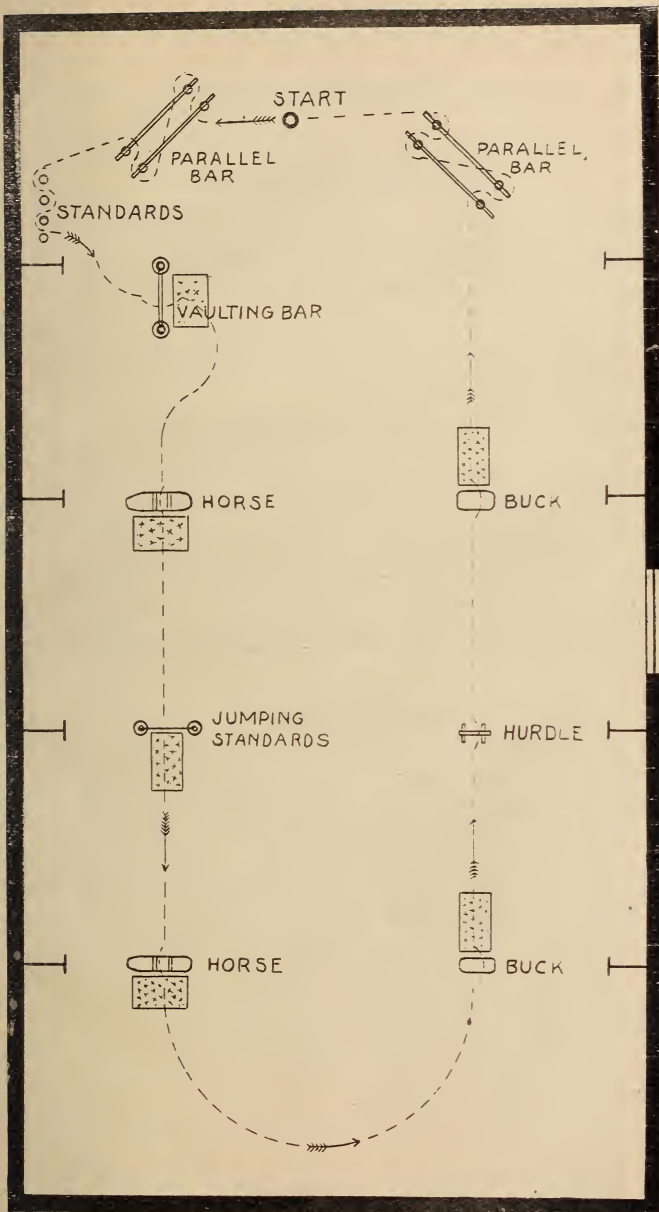 START
PARALLEL
BAR
PARALLEL
BAR
STANDARDS
VAULTING BAR
HORSE
BUCK
JUMPING
STANDARDS
HURDLE
HORSE
BUCK